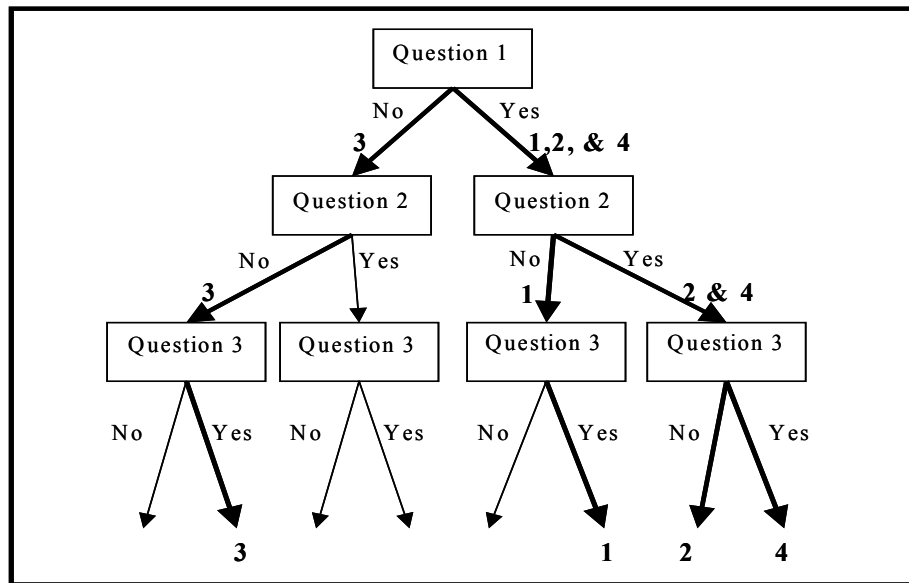 Question 1
No Yes
3 1,2, & 4
Question 2 Question 2
No Yes No Yes
3 1 2 & 4
Question 3 Question 3 Question 3 Question 3
No Yes No Yes No Yes No Yes
3 1 2 4